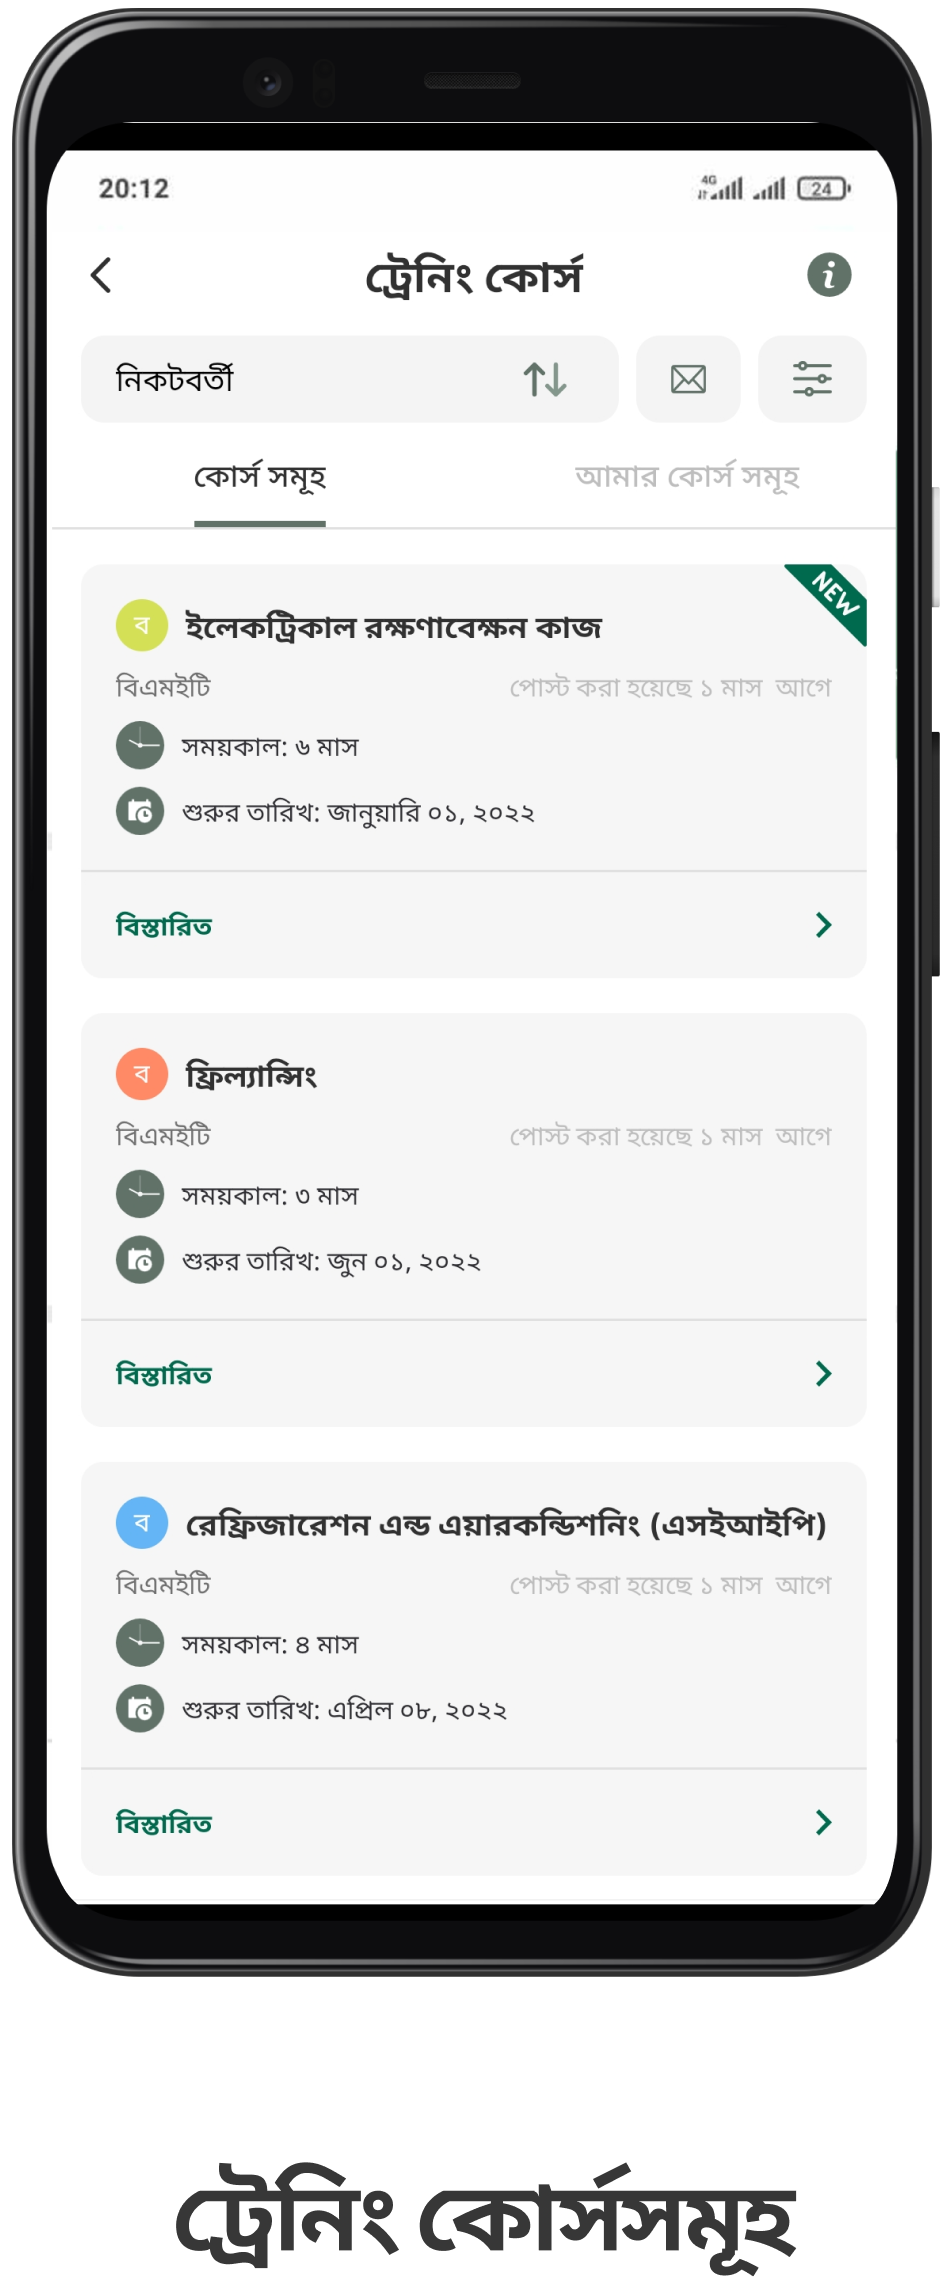 20:12
4G
24
ট্রেনিং কোর্স
i
নিকটবর্তী
কোর্স সমূহ
আমার কোর্স সমূহ
NEW
ব
ইলেকট্রিকাল রক্ষণাবেক্ষন কাজ
বিএমইটি
পোস্ট করা হয়েছে ১ মাস আগে
সময়কাল: ৬ মাস
শুরুর তারিখ: জানুয়ারি ০১, ২০২২
বিস্তারিত
ব
ফ্রিল্যান্সিং
বিএমইটি
পোস্ট করা হয়েছে ১ মাস আগে
সময়কাল: ৩ মাস
শুরুর তারিখ: জুন ০১, ২০২২
বিস্তারিত
ব
রেফ্রিজারেশন এন্ড এয়ারকন্ডিশনিং (এসইআইপি)
বিএমইটি
পোস্ট করা হয়েছে ১ মাস আগে
সময়কাল: ৪ মাস
শুরুর তারিখ: এপ্রিল ০৮, ২০২২
বিস্তারিত
ট্রেনিং কোর্সসমূহ